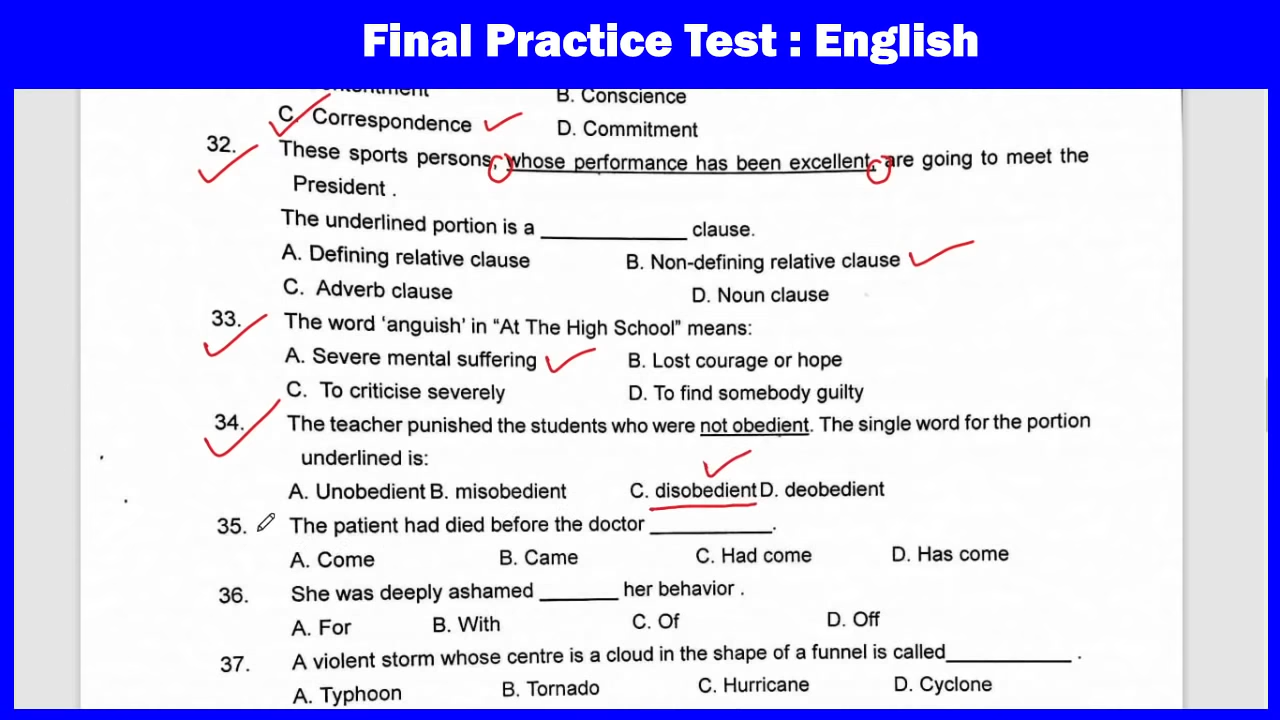 Final Practice Test : English
B. Conscience
C. Correspondence D. Commitment
32. These sports persons, whose performance has been excellent, are going to meet the
President .
The underlined portion is a ____________ clause.
A. Defining relative clause B. Non-defining relative clause
C. Adverb clause D. Noun clause
33. The word ‘anguish’ in “At The High School” means:
A. Severe mental suffering B. Lost courage or hope
C. To criticise severely D. To find somebody guilty
34. The teacher punished the students who were not obedient. The single word for the portion
underlined is:
A. Unobedient B. misobedient C. disobedient D. deobedient
35. The patient had died before the doctor __________.
A. Come B. Came C. Had come D. Has come
36. She was deeply ashamed ______ her behavior .
A. For B. With C. Of D. Off
37. A violent storm whose centre is a cloud in the shape of a funnel is called__________ .
A. Typhoon B. Tornado C. Hurricane D. Cyclone